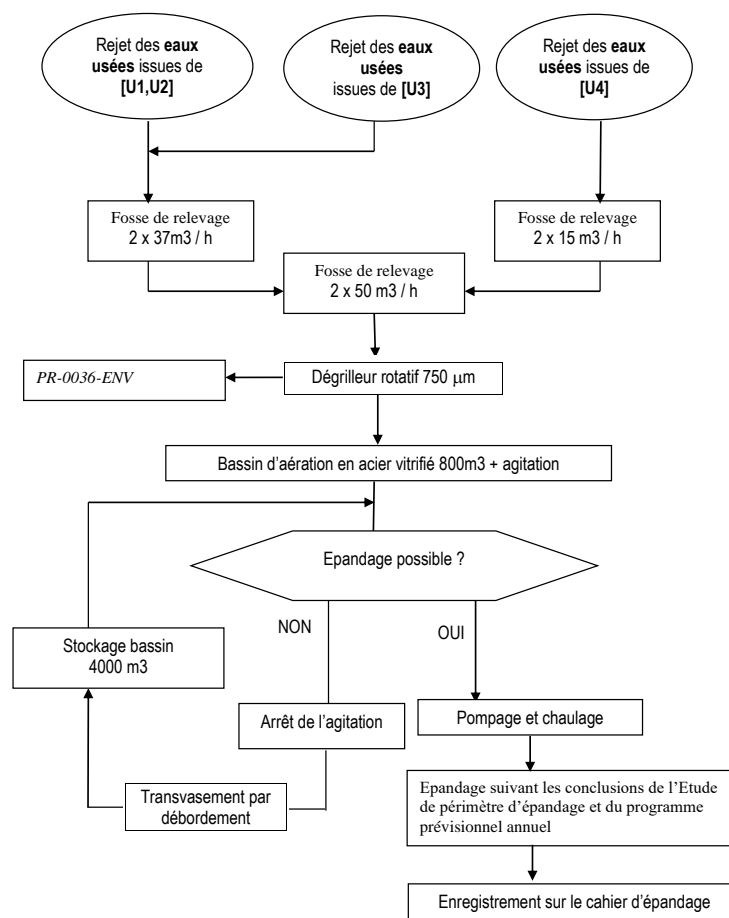 Rejet des eaux
usées issues de
[U1,U2]
Rejet des eaux
usées
issues de [U3]
Rejet des eaux
usées issues de
[U4]
Fosse de relevage
2 x 37m3 / h
Fosse de relevage
2 x 15 m3 / h
Fosse de relevage
2 x 50 m3 / h
PR-0036-ENV
Dégrilleur rotatif 750 µm
Bassin d’aération en acier vitrifié 800m3 + agitation
Epandage possible ?
NON
OUI
Stockage bassin
4000 m3
Arrêt de l’agitation
Pompage et chaulage
Transvasement par
débordement
Epandage suivant les conclusions de l’Etude
de périmètre d’épandage et du programme
prévisionnel annuel
Enregistrement sur le cahier d’épandage